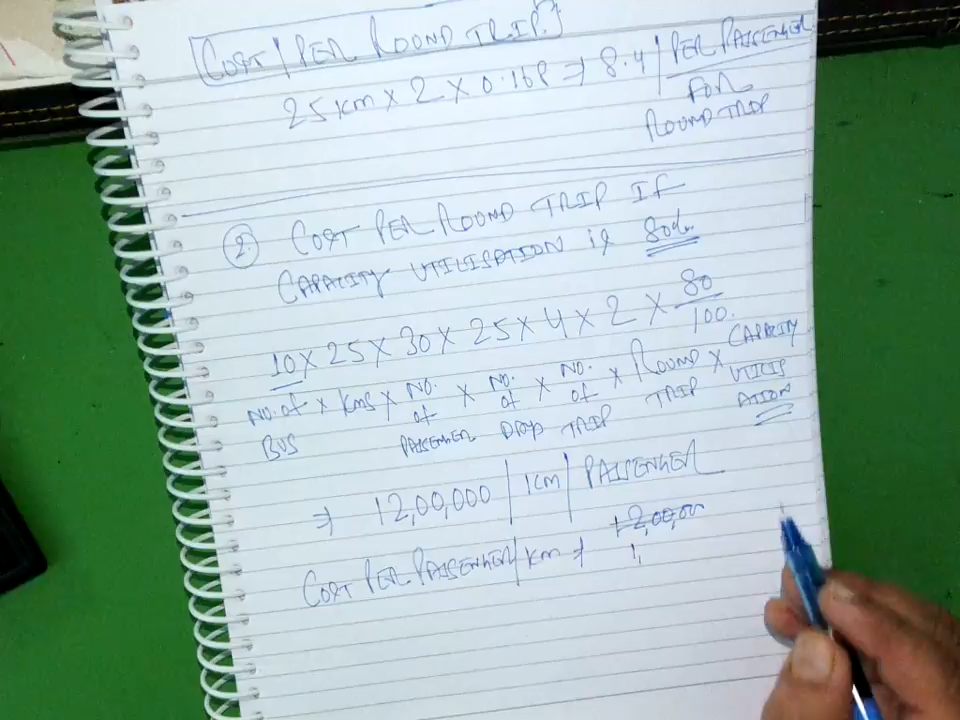 COST/PER ROUND TRIP.
25 km × 2 × 0.168 ⇒ 8.4 / PER PASSENGER
FOR
ROUND TRIP
2. COST PER ROUND TRIP IF
CAPACITY UTILISATION is 80%
10 × 25 × 30 × 25 × 4 × 2 × 80/100.
No. of BUS × Kms × No. of PASSENGER × No. of Drop × No. of TRIP × Round TRIP × CAPACITY UTILISATION
⇒ 12,00,000 / km / PASSENGER
COST PER PASSENGER/km ⇒